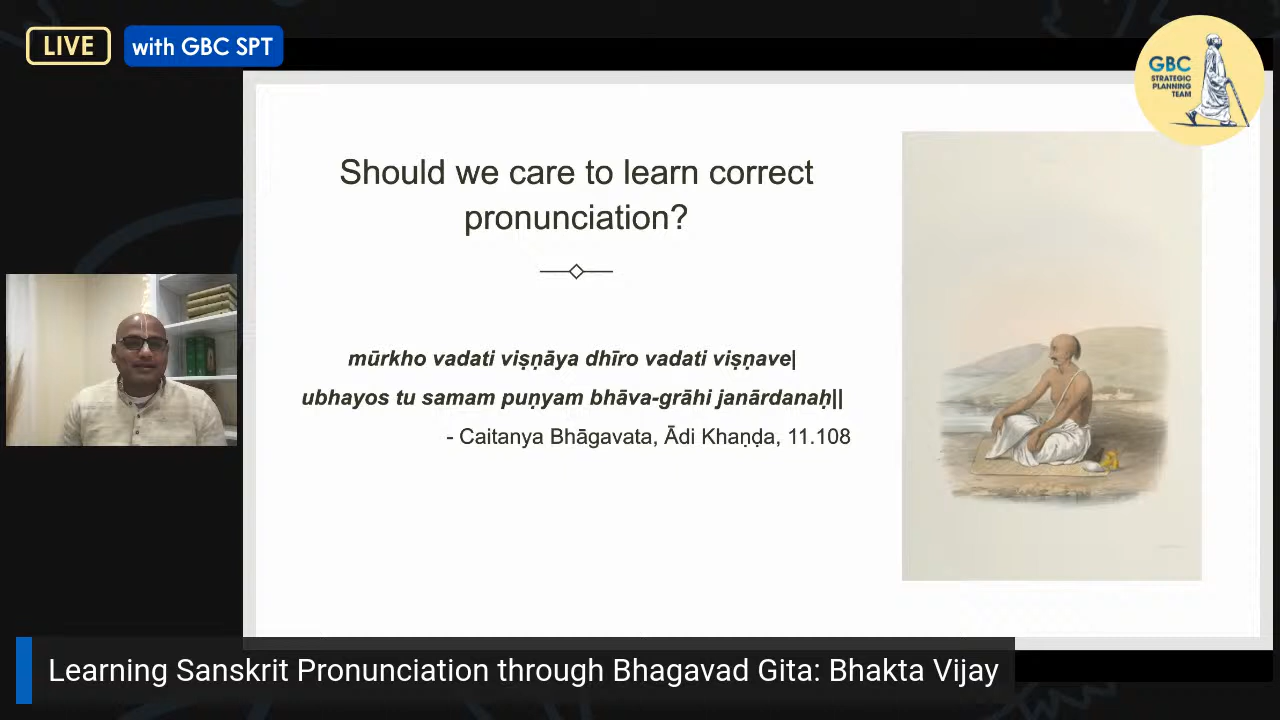 LIVE
with GBC SPT
GBC
STRATEGIC
PLANNING
TEAM
Should we care to learn correct
pronunciation?
mūrkho vadati viṣṇāya dhīro vadati viṣṇave|
ubhayos tu samam puṇyam bhāva-grāhi janārdanaḥ||
- Caitanya Bhāgavata, Ādi Khaṇḍa, 11.108
Learning Sanskrit Pronunciation through Bhagavad Gita: Bhakta Vijay